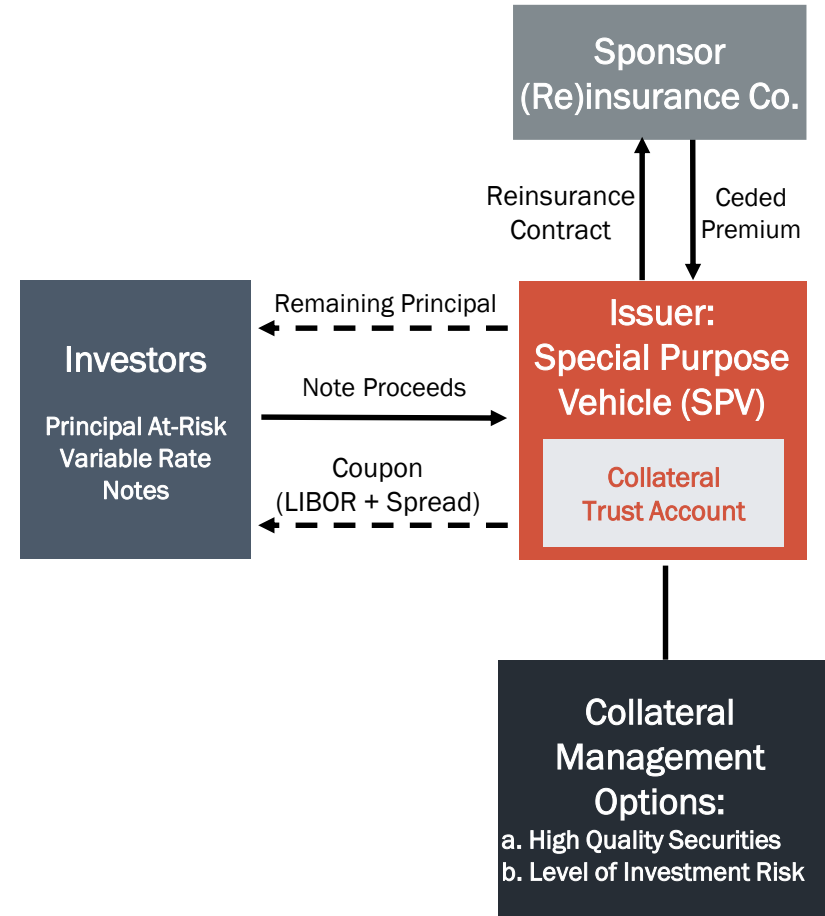 Sponsor
(Re)insurance Co.
Reinsurance
Contract
Ceded
Premium
Investors
Principal At-Risk
Variable Rate
Notes
Remaining Principal
Note Proceeds
Coupon
(LIBOR + Spread)
Issuer:
Special Purpose
Vehicle (SPV)
Collateral
Trust Account
Collateral
Management
Options:
a. High Quality Securities
b. Level of Investment Risk